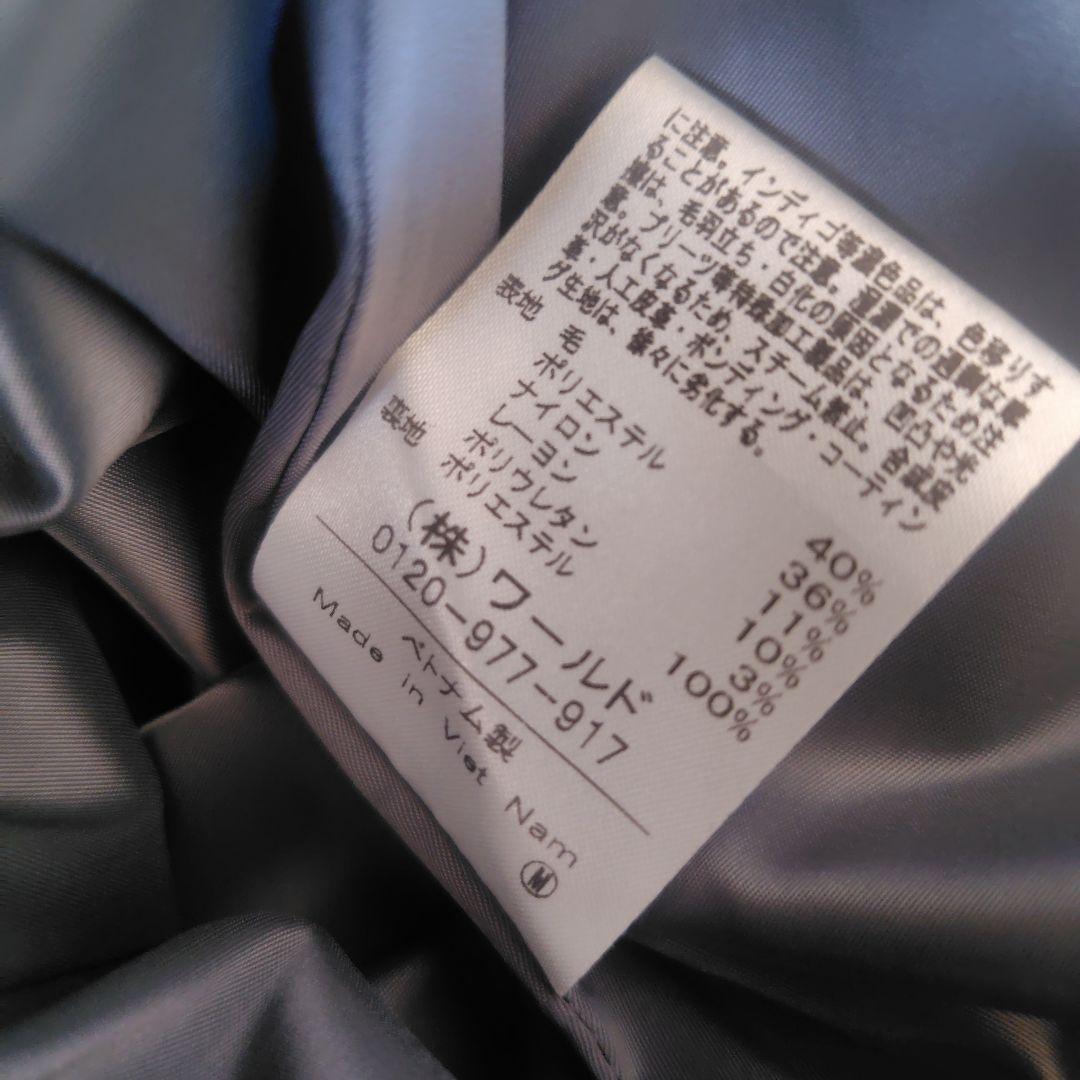 に注意。インディゴ等濃色品は、色移りす
ることがあるので注意。着用での過剰な摩
擦は、毛羽立ち・白化の原因となるため注
意。プリーツ等特殊加工製品は、凹凸や光
沢がなくなるため、スチーム禁止。合成皮
革・人工皮革・ボンディング・コーティン
グ生地は、徐々に劣化する。
表地 毛 40%
ポリエステル 36%
ナイロン 11%
レーヨン 10%
ポリウレタン 3%
裏地 ポリエステル 100%
(株)ワールド
0120-977-917
ベトナム製
Made in Viet Nam
Ⓜ